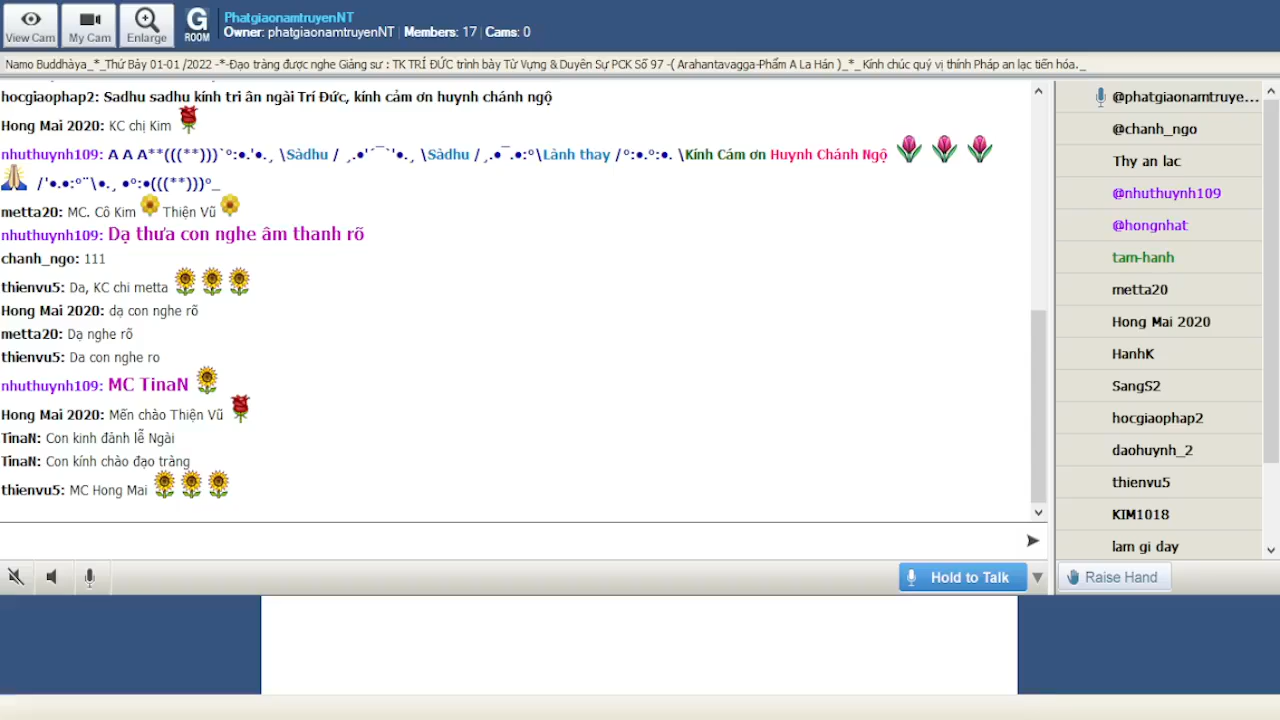 View Cam
My Cam
Enlarge
G
ROOM
PhatgiaonamtruyenNT
Owner: phatgiaonamtruyenNT | Members: 17 | Cams: 0
Namo Buddhàya_*_Thứ Bảy 01-01 /2022 -*-Đạo tràng được nghe Giảng sư : TK TRÍ ĐỨC trình bày Từ Vựng & Duyên Sự PCK Số 97 -( Arahantavagga-Phẩm A La Hán )_*_ Kính chúc quý vị thính Pháp an lạc tiến hóa._
hocgiaophap2: Sadhu sadhu kính tri ân ngài Trí Đức, kính cảm ơn huynh chánh ngộ
Hong Mai 2020: KC chị Kim
nhuthuynh109: A A A**(((**)))`°:•.'•.¸ \Sàdhu / ¸.•'´¯`'•.¸ \Sàdhu /¸.•¯.•:°\Lành thay /°:•.°:•. \Kính Cám ơn Huynh Chánh Ngộ
/'•.•:°¨\•.¸ •°:•(((**)))°_
metta20: MC. Cô Kim Thiện Vũ
nhuthuynh109: Dạ thưa con nghe âm thanh rõ
chanh_ngo: 111
thienvu5: Da, KC chi metta
Hong Mai 2020: dạ con nghe rõ
metta20: Dạ nghe rõ
thienvu5: Da con nghe ro
nhuthuynh109: MC TinaN
Hong Mai 2020: Mến chào Thiện Vũ
TinaN: Con kinh đảnh lễ Ngài
TinaN: Con kính chào đạo tràng
thienvu5: MC Hong Mai
Hold to Talk
@phatgiaonamtruye...
@chanh_ngo
Thy an lac
@nhuthuynh109
@hongnhat
tam-hanh
metta20
Hong Mai 2020
HanhK
SangS2
hocgiaophap2
daohuynh_2
thienvu5
KIM1018
lam gi day
Raise Hand